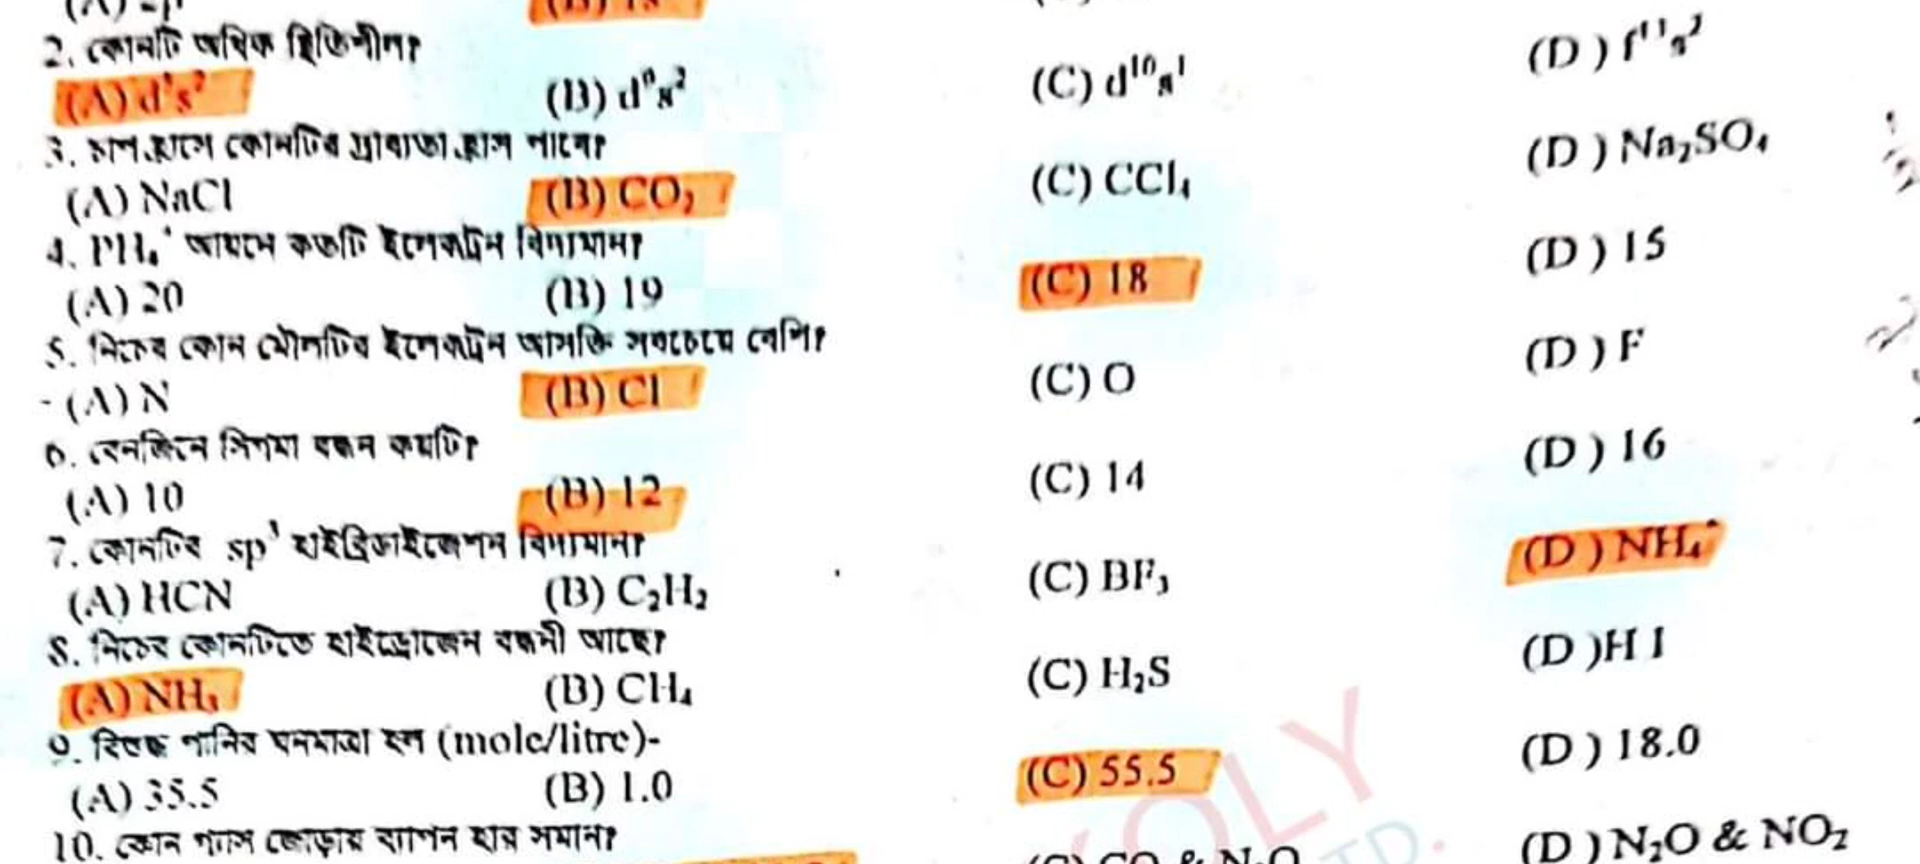 2. কোনটি অধিক স্থিতিশীল?
(A) d⁵s² (B) d⁹s² (C) d¹⁰s¹ (D) f¹¹s²
3. চাপ হ্রাসে কোনটির দ্রাব্যতা হ্রাস পাবে?
(A) NaCl (B) CO₂ (C) CCl₄ (D) Na₂SO₄
4. PH₄⁺ আয়নে কতটি ইলেকট্রন বিদ্যমান?
(A) 20 (B) 19 (C) 18 (D) 15
5. নিচের কোন মৌলটির ইলেকট্রন আসক্তি সবচেয়ে বেশি?
(A) N (B) Cl (C) O (D) F
6. বেনজিনে সিগমা বন্ধন কয়টি?
(A) 10 (B) 12 (C) 14 (D) 16
7. কোনটির sp³ হাইব্রিডাইজেশন বিদ্যমান?
(A) HCN (B) C₂H₂ (C) BF₃ (D) NH₄⁺
8. নিচের কোনটিতে হাইড্রোজেন বন্ধনী আছে?
(A) NH₃ (B) CH₄ (C) H₂S (D) H I
9. বিশুদ্ধ পানির ঘনমাত্রা হল (mole/litre)-
(A) 35.5 (B) 1.0 (C) 55.5 (D) 18.0
10. কোন গ্যাস জোড়ার ব্যাপন হার সমান?
(C) CO & N₂O (D) N₂O & NO₂